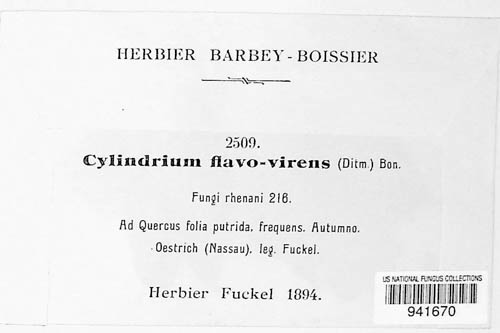 HERBIER BARBEY-BOISSIER
2509.
Cylindrium flavo-virens (Ditm.) Bon.
Fungi rhenani 216.
Ad Quercus folia putrida, frequens. Autumno.
Oestrich (Nassau), leg. Fuckel.
Herbier Fuckel 1894.
US NATIONAL FUNGUS COLLECTIONS
941670